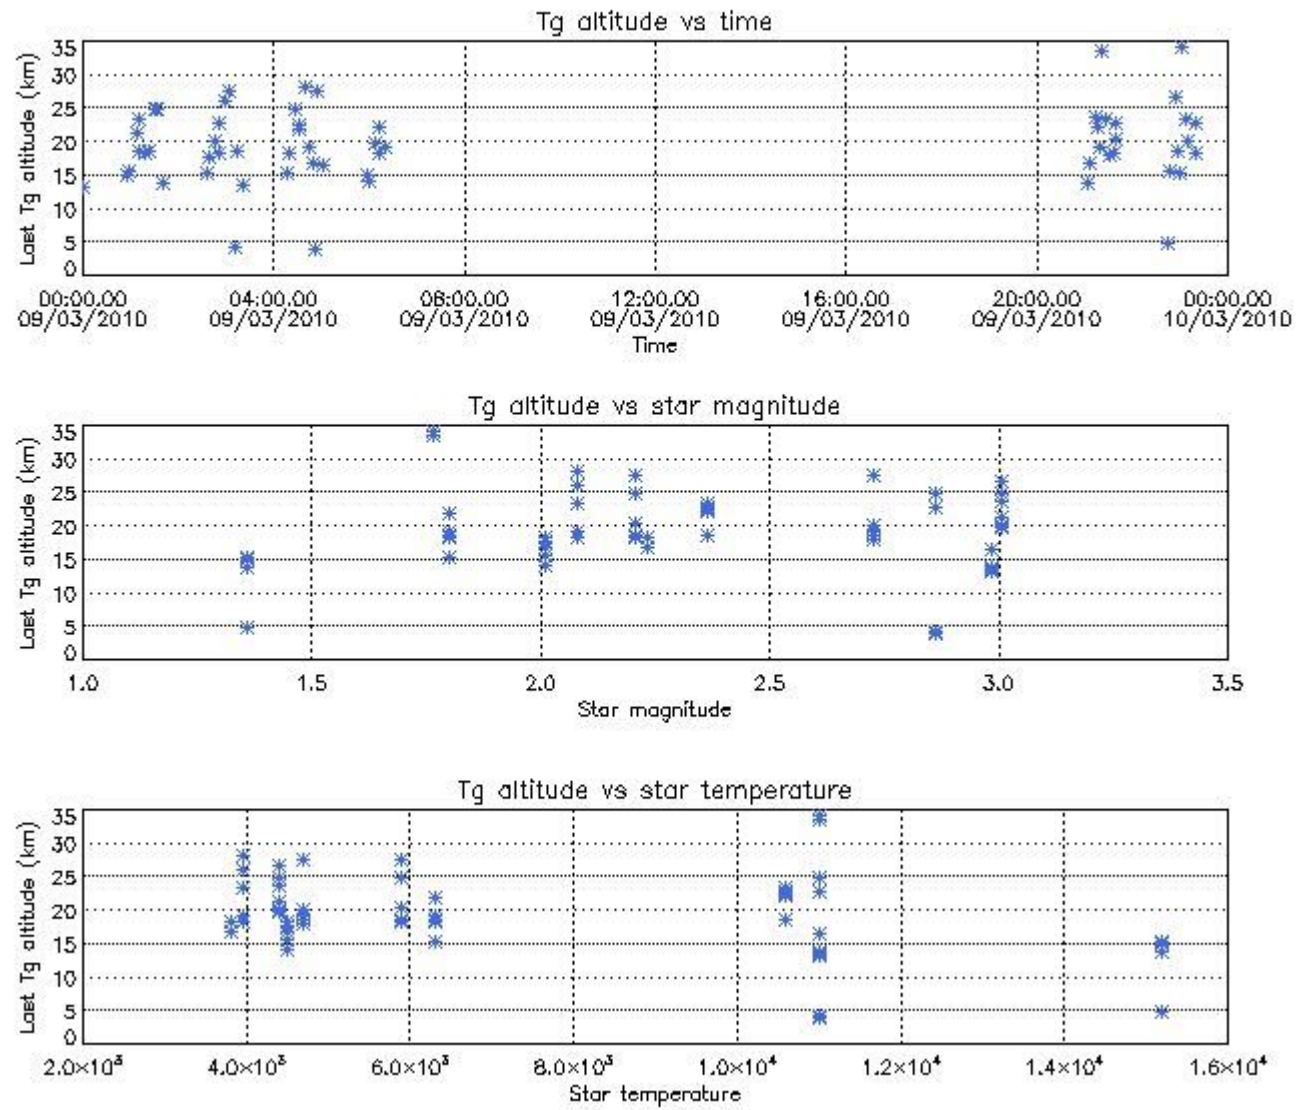 Tg altitude vs time
Last Tg altitude (km)
35
30
25
20
15
10
5
0
00:00.00 04:00.00 08:00.00 12:00.00 16:00.00 20:00.00 00:00.00
09/03/2010 09/03/2010 09/03/2010 09/03/2010 09/03/2010 09/03/2010 10/03/2010
Time
Tg altitude vs star magnitude
Last Tg altitude (km)
35
30
25
20
15
10
5
0
1.0 1.5 2.0 2.5 3.0 3.5
Star magnitude
Tg altitude vs star temperature
Last Tg altitude (km)
35
30
25
20
15
10
5
0
2.0×10³ 4.0×10³ 6.0×10³ 8.0×10³ 1.0×10⁴ 1.2×10⁴ 1.4×10⁴ 1.6×10⁴
Star temperature